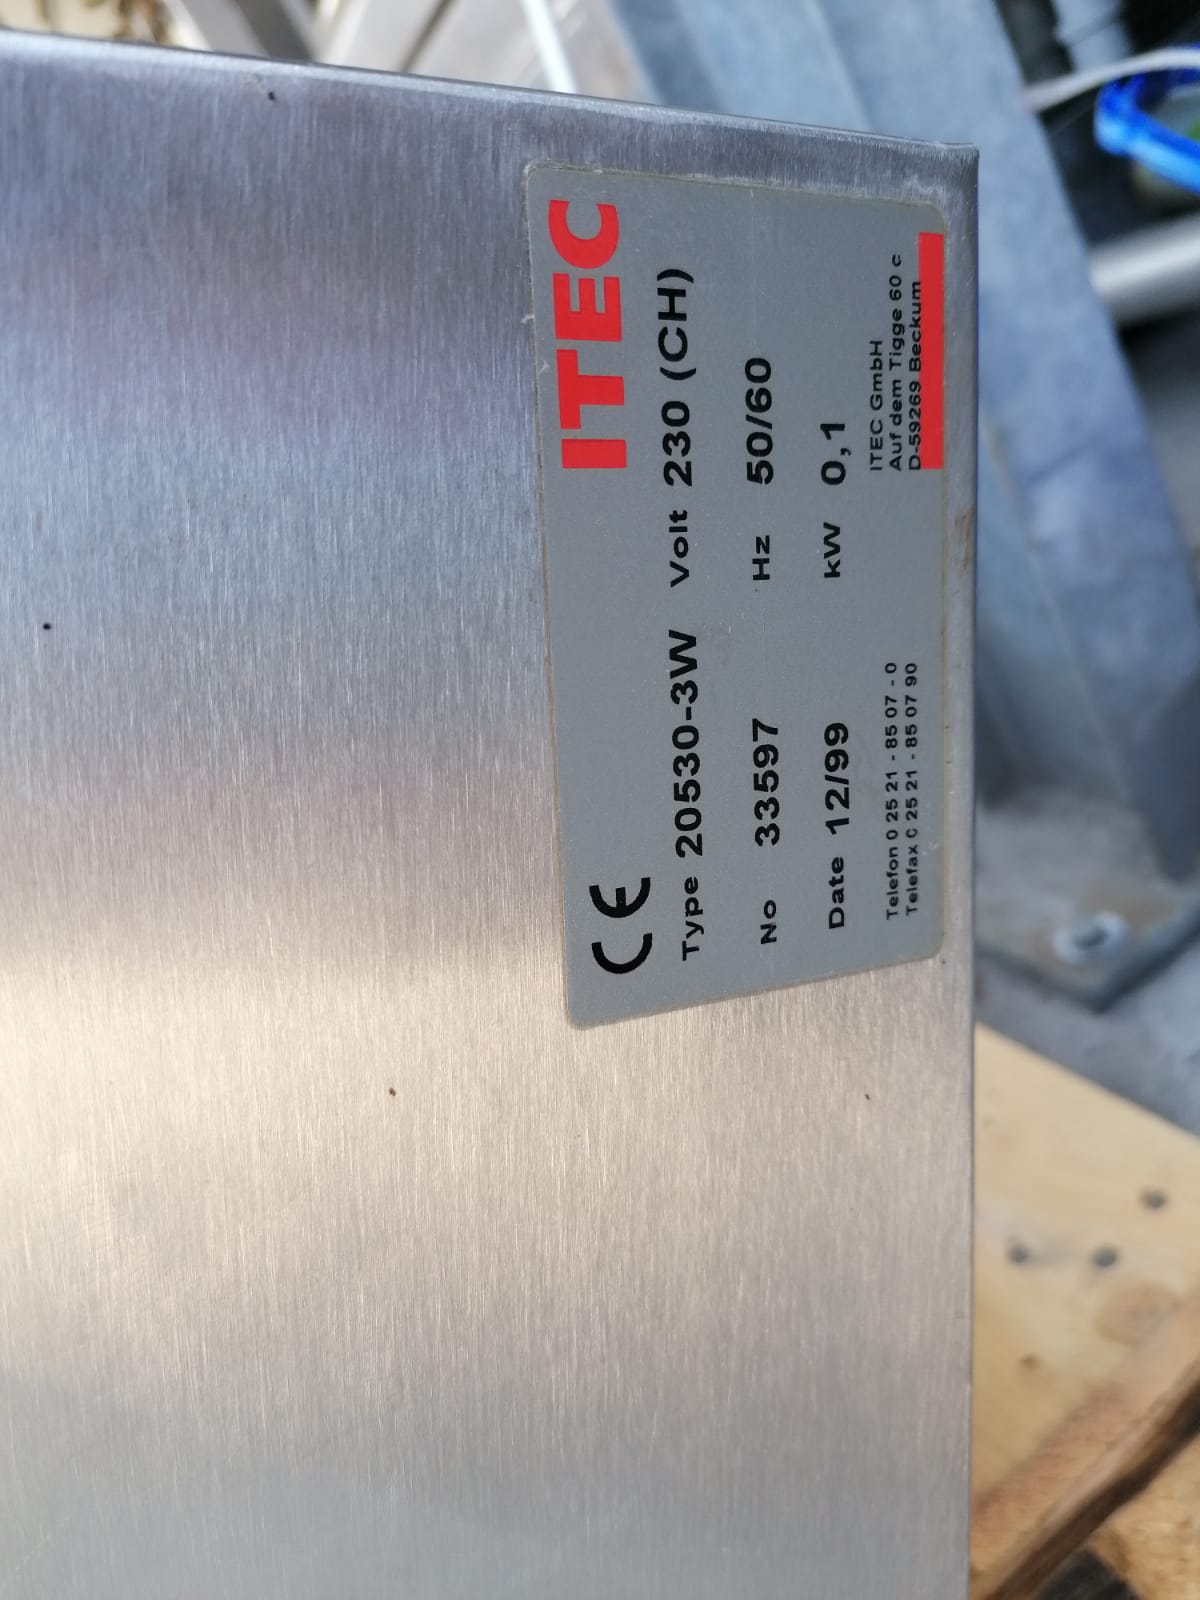 CE ITEC
Type 20530-3W Volt 230 (CH)
No 33597 Hz 50/60
Date 12/99 kW 0,1
ITEC GmbH
Telefon 0 25 21 - 85 07 - 0 Auf dem Tigge 60 c
Telefax 0 25 21 - 85 07 90 D-59269 Beckum